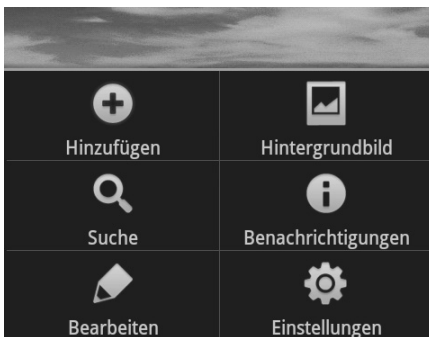 Hinzufügen
Hintergrundbild
Suche
Benachrichtigungen
Bearbeiten
Einstellungen